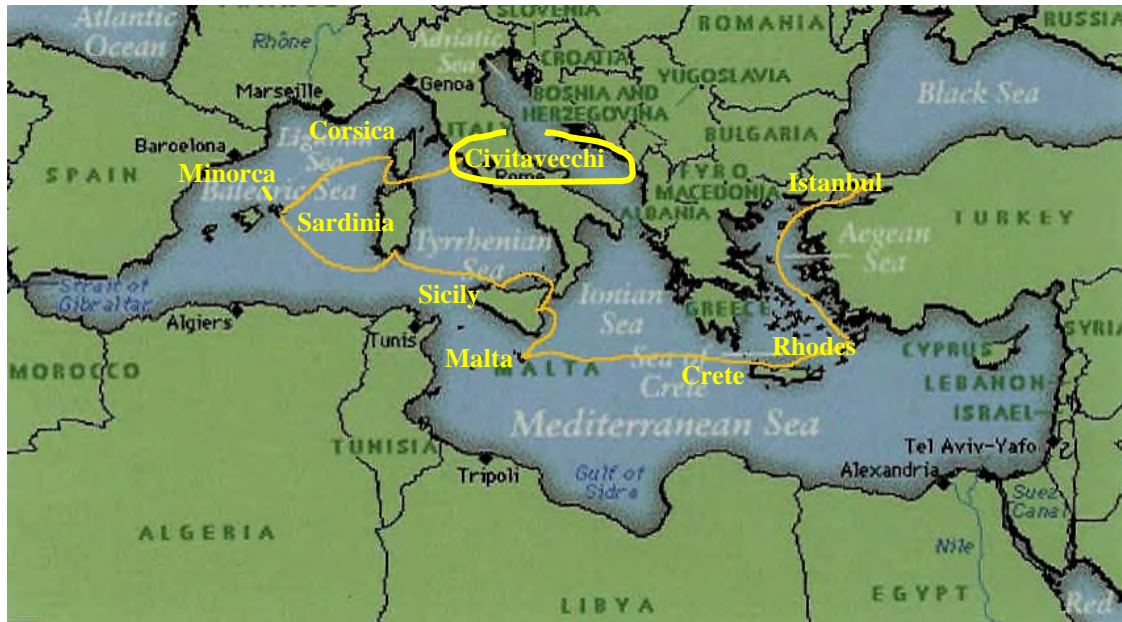 Atlantic
Ocean
Rhône
Adriatic
Sea
SLOVENIA
CROATIA
ROMANIA
RUSSIA
YUGOSLAVIA
BOSHIA AND
HERZEGOVINA
Genoa
Marseille
Black Sea
Corsica
Ligurian
Sea
ITALY
BULGARIA
Barcelona
Civitavecchi
Rome
SPAIN
Minorca
Balearic Sea
F.Y.R.O.
MACEDONIA
Istanbul
ALBANIA
TURKEY
Sardinia
Tyrrhenian
Sea
Aegean
Sea
Strait of
Gibraltar
Sicily
Ionian
Sea
GREECE
Algiers
Tunis
SYRIA
Rhodes
CYPRUS
Malta
MALTA
Sea of
Crete
Crete
MOROCCO
LEBANON
ISRAEL
Mediterranean Sea
TUNISIA
Tel Aviv-Yafo
Tripoli
Gulf of
Sidra
Alexandria
Suez
Canal
ALGERIA
Nile
LIBYA
EGYPT
Red